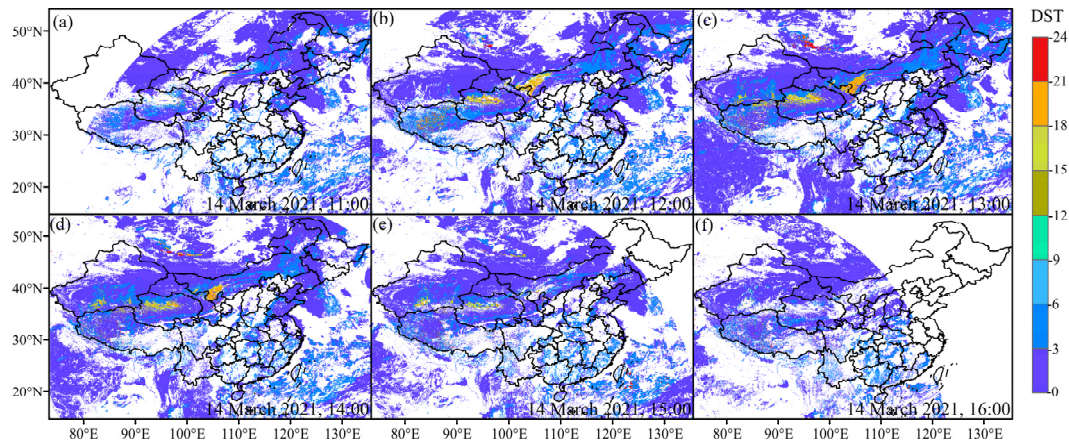 (a)
(b)
(c)
DST
50°N
40°N
30°N
20°N
14 March 2021, 11:00
14 March 2021, 12:00
14 March 2021, 13:00
(d)
(e)
(f)
50°N
40°N
30°N
20°N
14 March 2021, 14:00
14 March 2021, 15:00
14 March 2021, 16:00
80°E 90°E 100°E 110°E 120°E 130°E
80°E 90°E 100°E 110°E 120°E 130°E
80°E 90°E 100°E 110°E 120°E 130°E
24
21
18
15
12
9
6
3
0